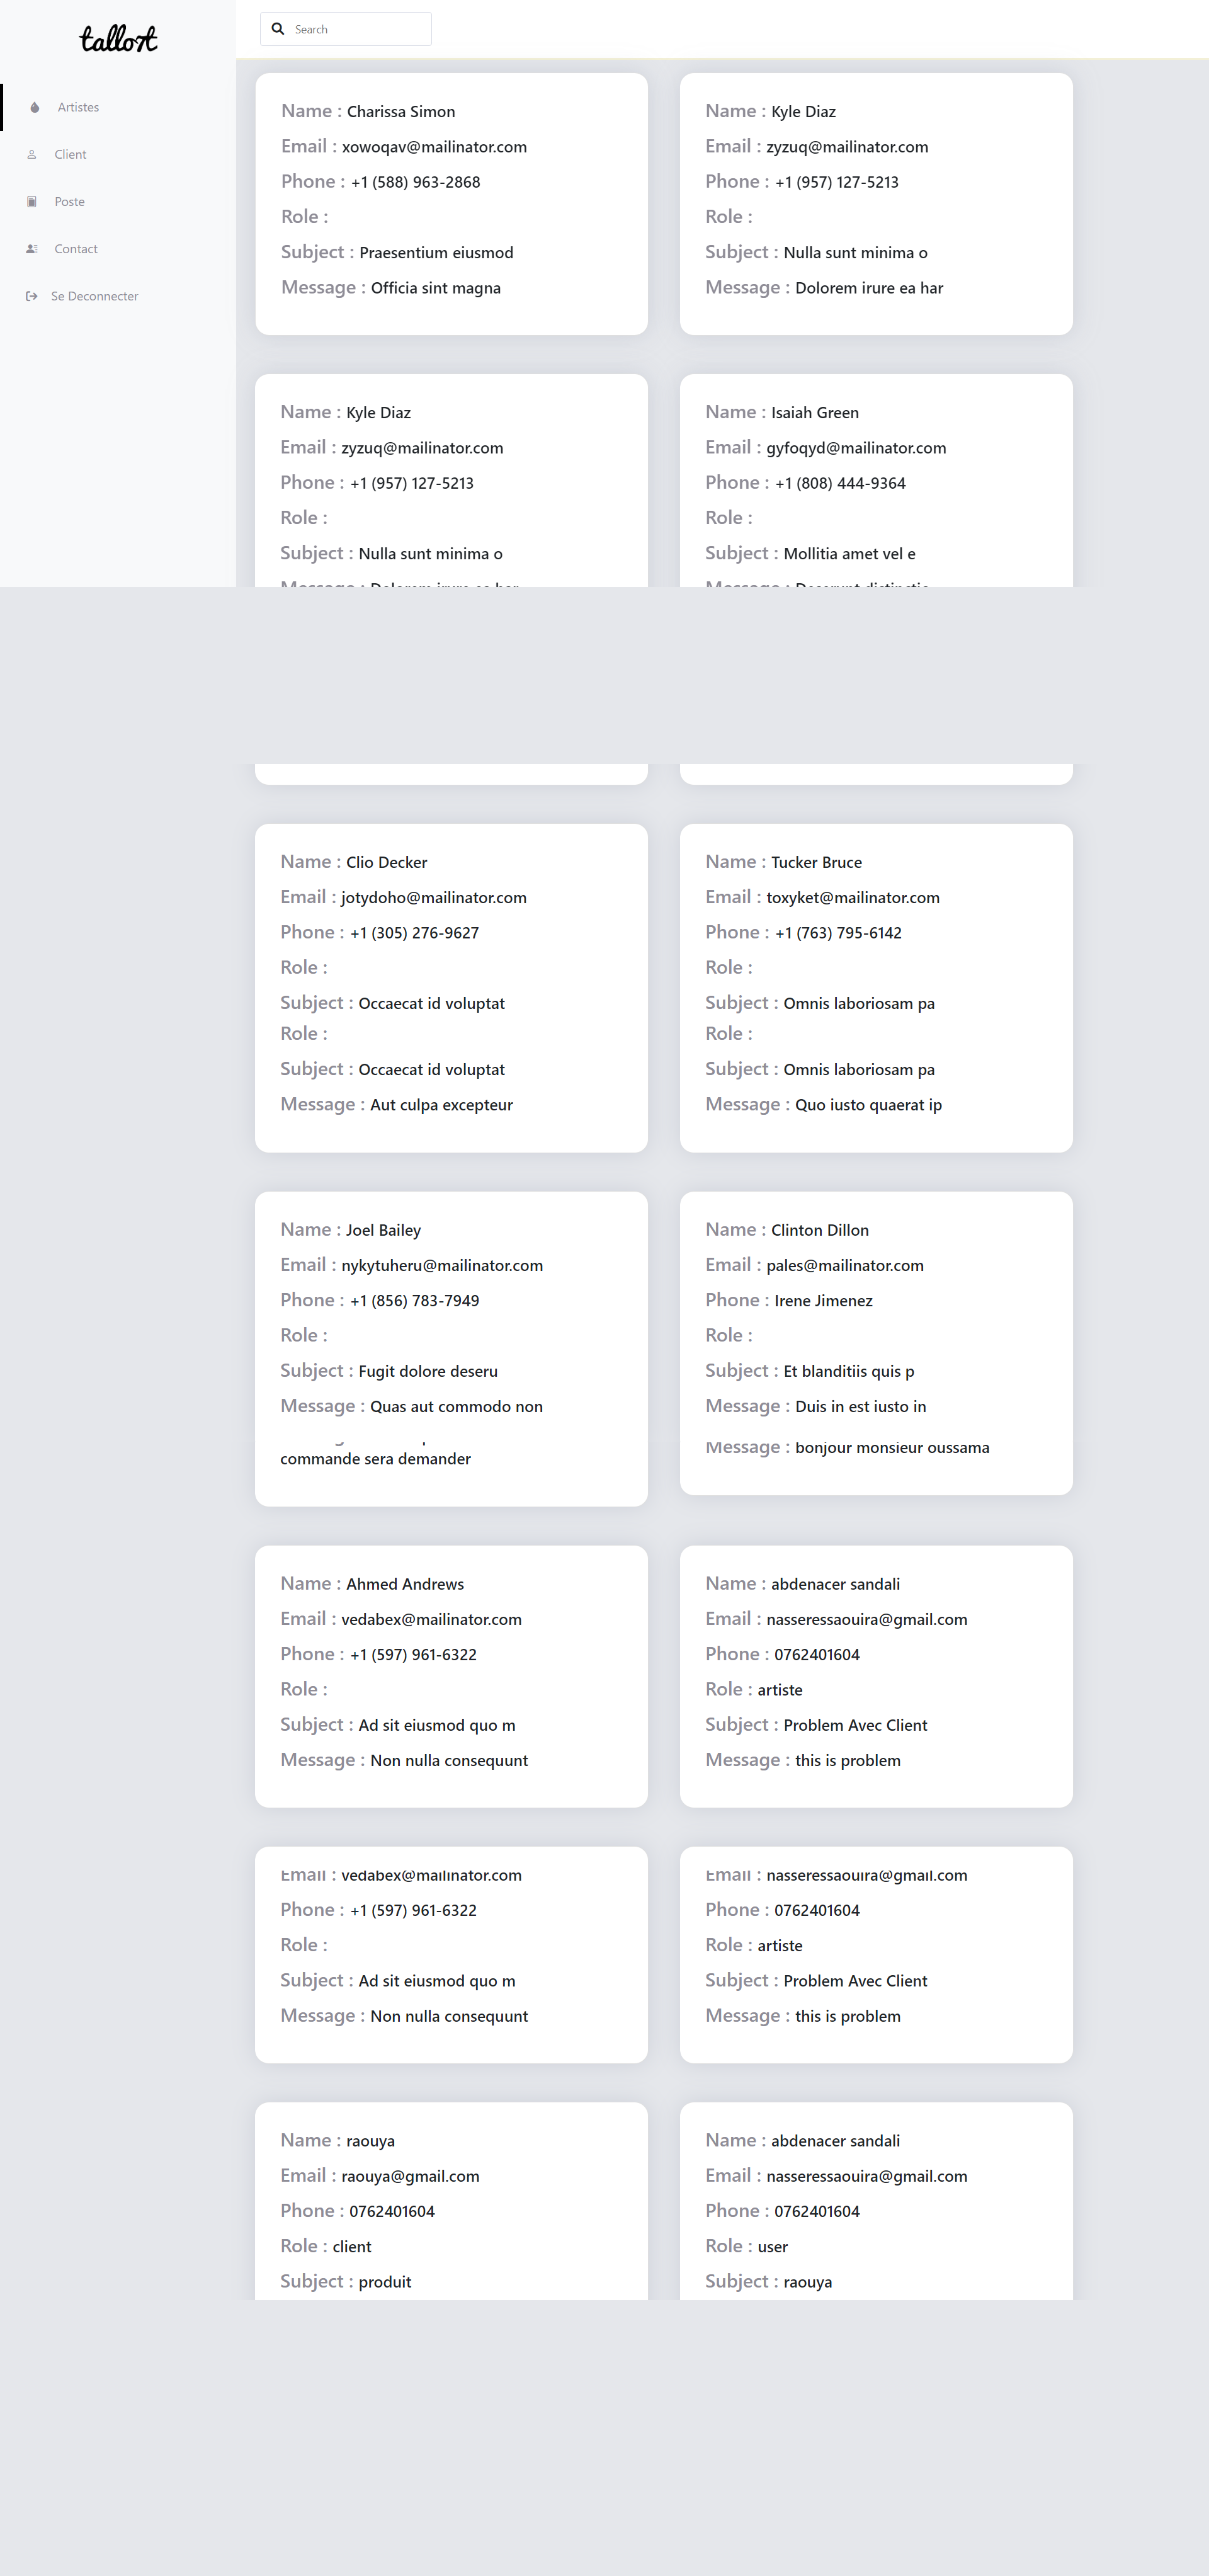 tallort
Search
Artistes
Client
Poste
Contact
Se Deconnecter
Name : Charissa Simon
Email : xowoqav@mailinator.com
Phone : +1 (588) 963-2868
Role :
Subject : Praesentium eiusmod
Message : Officia sint magna
Name : Kyle Diaz
Email : zyzuq@mailinator.com
Phone : +1 (957) 127-5213
Role :
Subject : Nulla sunt minima o
Message : Dolorem irure ea har
Name : Kyle Diaz
Email : zyzuq@mailinator.com
Phone : +1 (957) 127-5213
Role :
Subject : Nulla sunt minima o
Message : Dolorem irure ea har
Name : Isaiah Green
Email : gyfoqyd@mailinator.com
Phone : +1 (808) 444-9364
Role :
Subject : Mollitia amet vel e
Message : Deserunt distinctio
Name : Clio Decker
Email : jotydoho@mailinator.com
Phone : +1 (305) 276-9627
Role :
Subject : Occaecat id voluptat
Role :
Subject : Occaecat id voluptat
Message : Aut culpa excepteur
Name : Tucker Bruce
Email : toxyket@mailinator.com
Phone : +1 (763) 795-6142
Role :
Subject : Omnis laboriosam pa
Role :
Subject : Omnis laboriosam pa
Message : Quo iusto quaerat ip
Name : Joel Bailey
Email : nykytuheru@mailinator.com
Phone : +1 (856) 783-7949
Role :
Subject : Fugit dolore deseru
Message : Quas aut commodo non
commande sera demander
Name : Clinton Dillon
Email : pales@mailinator.com
Phone : Irene Jimenez
Role :
Subject : Et blanditiis quis p
Message : Duis in est iusto in
Message : bonjour monsieur oussama
Name : Ahmed Andrews
Email : vedabex@mailinator.com
Phone : +1 (597) 961-6322
Role :
Subject : Ad sit eiusmod quo m
Message : Non nulla consequunt
Name : abdenacer sandali
Email : nasseressaouira@gmail.com
Phone : 0762401604
Role : artiste
Subject : Problem Avec Client
Message : this is problem
Email : vedabex@mailinator.com
Phone : +1 (597) 961-6322
Role :
Subject : Ad sit eiusmod quo m
Message : Non nulla consequunt
Email : nasseressaouira@gmail.com
Phone : 0762401604
Role : artiste
Subject : Problem Avec Client
Message : this is problem
Name : raouya
Email : raouya@gmail.com
Phone : 0762401604
Role : client
Subject : produit
Name : abdenacer sandali
Email : nasseressaouira@gmail.com
Phone : 0762401604
Role : user
Subject : raouya